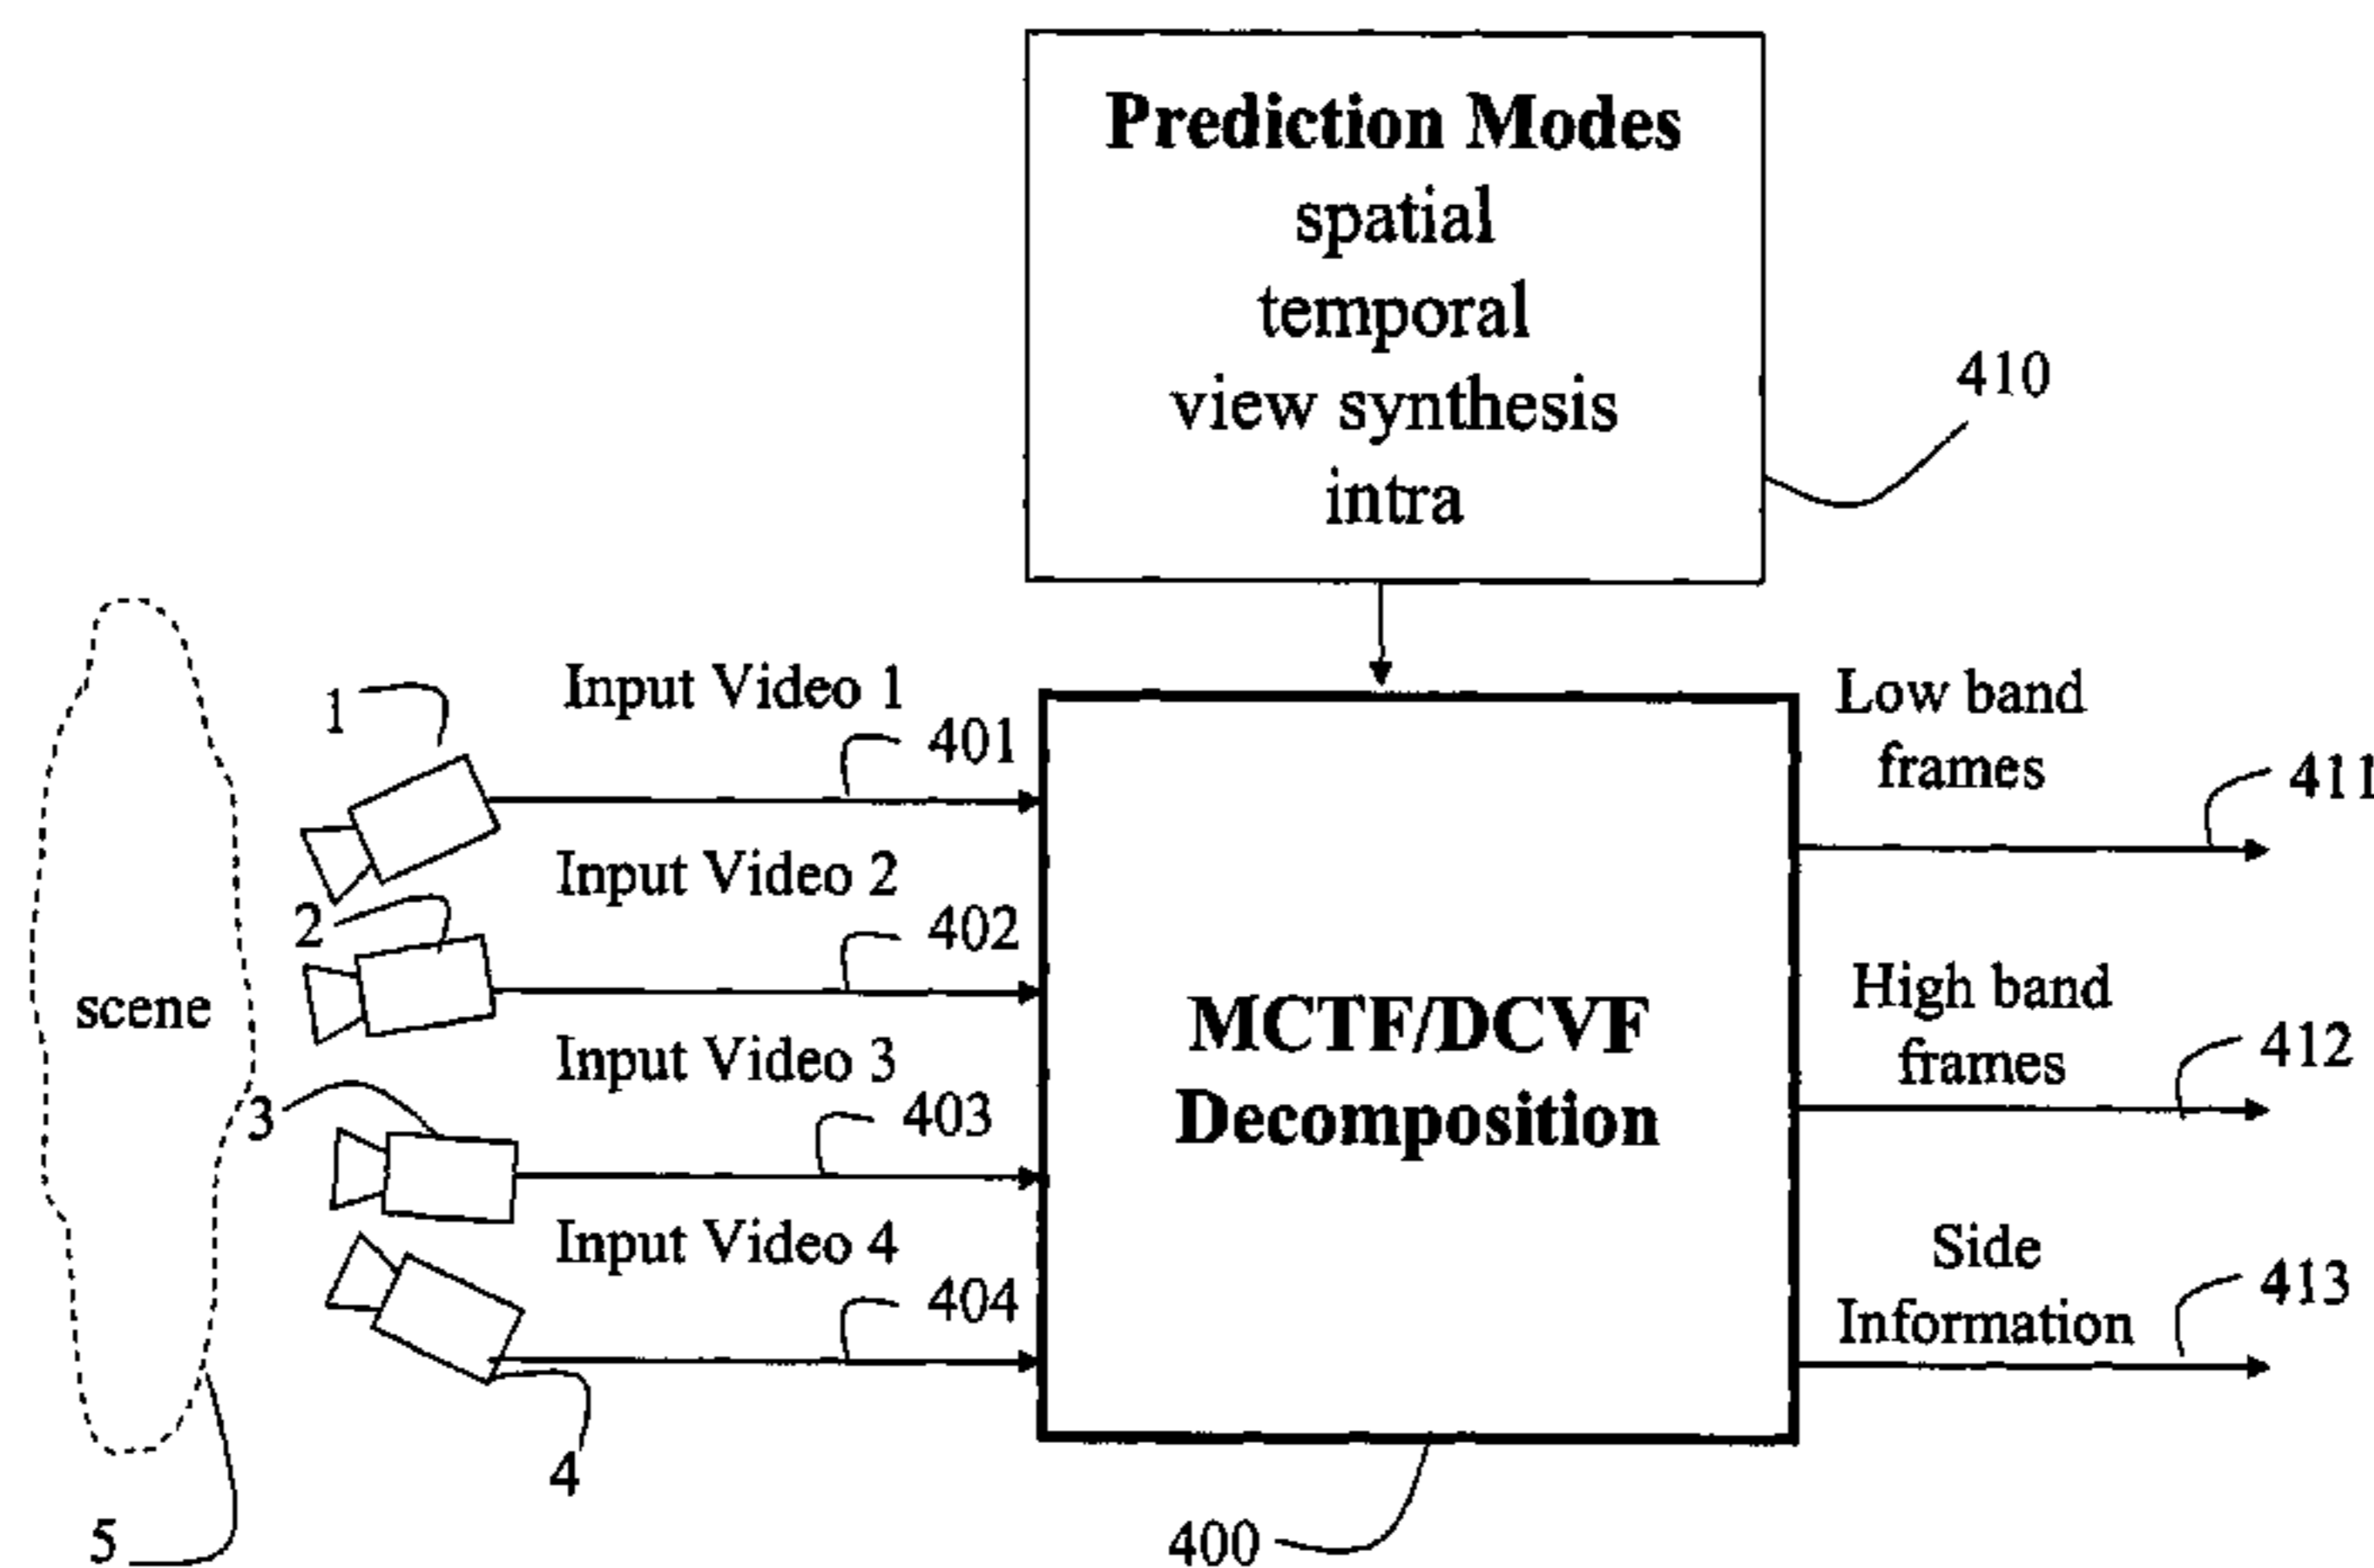 Prediction Modes
spatial
temporal
view synthesis
intra
410
Input Video 1
1
401
Low band
frames
411
Input Video 2
2
402
High band
frames
412
scene
MCTF/DCVF
Decomposition
Input Video 3
3
403
Input Video 4
4
404
Side
Information
413
5
400